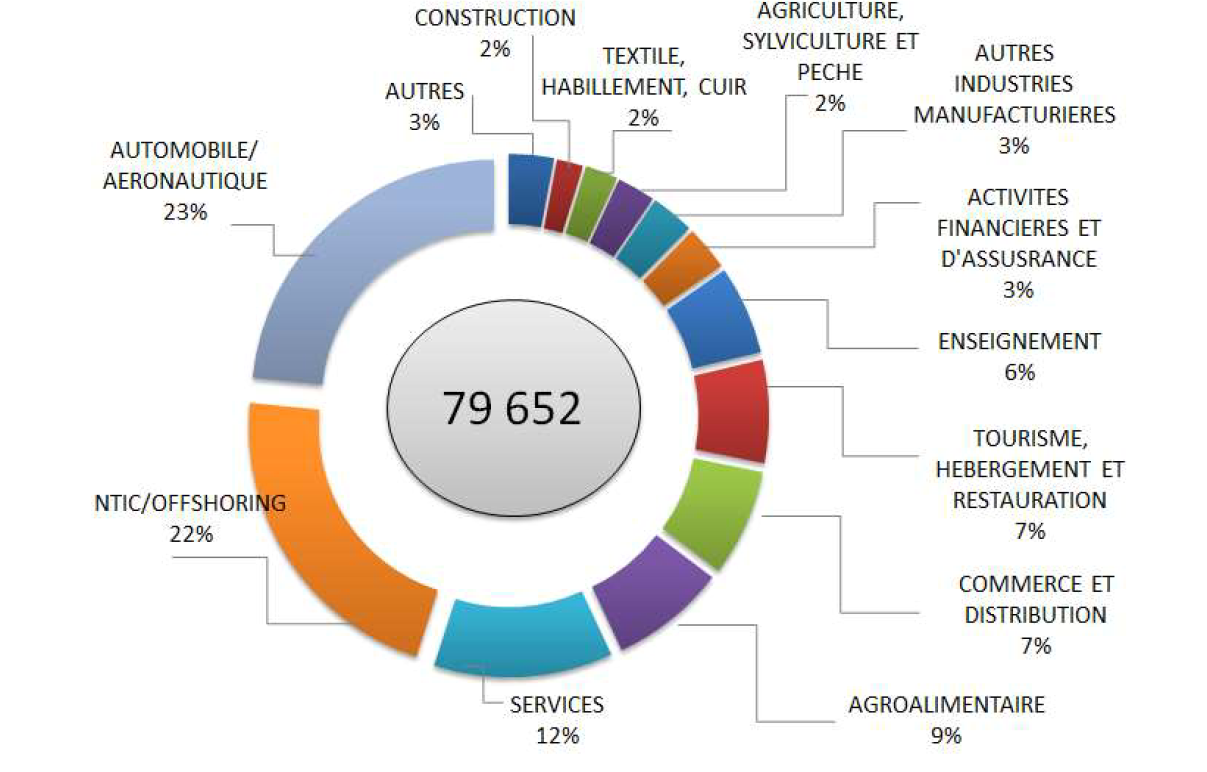 CONSTRUCTION
2%
TEXTILE,
HABILLEMENT, CUIR
2%
AGRICULTURE,
SYLVICULTURE ET
PECHE
2%
AUTRES
INDUSTRIES
MANUFACTURIERES
3%
ACTIVITES
FINANCIERES ET
D'ASSUSRANCE
3%
ENSEIGNEMENT
6%
TOURISME,
HEBERGEMENT ET
RESTAURATION
7%
COMMERCE ET
DISTRIBUTION
7%
AGROALIMENTAIRE
9%
SERVICES
12%
NTIC/OFFSHORING
22%
AUTOMOBILE/
AERONAUTIQUE
23%
AUTRES
3%
79 652